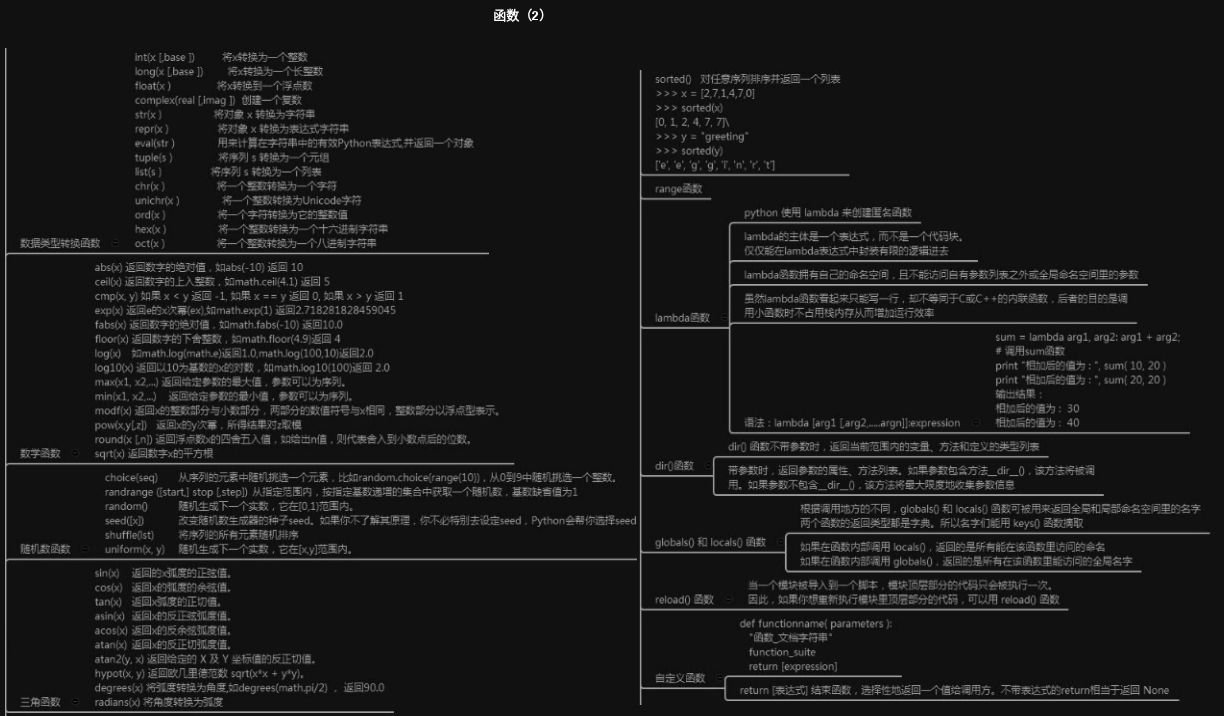 函数（2）
int(x [,base ]) 将x转换为一个整数
long(x [,base ]) 将x转换为一个长整数
float(x ) 将x转换到一个浮点数
complex(real [,imag ]) 创建一个复数
str(x ) 将对象 x 转换为字符串
repr(x ) 将对象 x 转换为表达式字符串
eval(str ) 用来计算在字符串中的有效Python表达式,并返回一个对象
tuple(s ) 将序列 s 转换为一个元组
list(s ) 将序列 s 转换为一个列表
chr(x ) 将一个整数转换为一个字符
unichr(x ) 将一个整数转换为Unicode字符
ord(x ) 将一个字符转换为它的整数值
hex(x ) 将一个整数转换为一个十六进制字符串
数据类型转换函数 oct(x ) 将一个整数转换为一个八进制字符串
abs(x) 返回数字的绝对值，如abs(-10) 返回 10
ceil(x) 返回数字的上入整数，如math.ceil(4.1) 返回 5
cmp(x, y) 如果 x < y 返回 -1, 如果 x == y 返回 0, 如果 x > y 返回 1
exp(x) 返回e的x次幂(ex),如math.exp(1) 返回2.718281828459045
fabs(x) 返回数字的绝对值，如math.fabs(-10) 返回10.0
floor(x) 返回数字的下舍整数，如math.floor(4.9)返回 4
log(x) 如math.log(math.e)返回1.0,math.log(100,10)返回2.0
log10(x) 返回以10为基数的x的对数，如math.log10(100)返回 2.0
max(x1, x2,...) 返回给定参数的最大值，参数可以为序列。
min(x1, x2,...) 返回给定参数的最小值，参数可以为序列。
modf(x) 返回x的整数部分与小数部分，两部分的数值符号与x相同，整数部分以浮点型表示。
pow(x,y[,z]) 返回x的y次幂，所得结果对z取模
round(x [,n]) 返回浮点数x的四舍五入值，如给出n值，则代表舍入到小数点后的位数。
数学函数 sqrt(x) 返回数字x的平方根
choice(seq) 从序列的元素中随机挑选一个元素，比如random.choice(range(10))，从0到9中随机挑选一个整数。
randrange ([start,] stop [,step]) 从指定范围内，按指定基数递增的集合中获取一个随机数，基数缺省值为1
random() 随机生成下一个实数，它在[0,1)范围内。
seed([x]) 改变随机数生成器的种子seed。如果你不了解其原理，你不必特别去设定seed，Python会帮你选择seed
shuffle(lst) 将序列的所有元素随机排序
随机数函数 uniform(x, y) 随机生成下一个实数，它在[x,y]范围内。
sin(x) 返回的x弧度的正弦值。
cos(x) 返回x的弧度的余弦值。
tan(x) 返回x弧度的正切值。
asin(x) 返回x的反正弦弧度值。
acos(x) 返回x的反余弦弧度值。
atan(x) 返回x的反正切弧度值。
atan2(y, x) 返回给定的 X 及 Y 坐标值的反正切值。
hypot(x, y) 返回欧几里德范数 sqrt(x*x + y*y)。
degrees(x) 将弧度转换为角度,如degrees(math.pi/2) ， 返回90.0
三角函数 radians(x) 将角度转换为弧度
sorted() 对任意序列排序并返回一个列表
>>> x = [2,7,1,4,7,0]
>>> sorted(x)
[0, 1, 2, 4, 7, 7]\
>>> y = "greeting"
>>> sorted(y)
['e', 'e', 'g', 'g', 'i', 'n', 'r', 't']
range函数
python 使用 lambda 来创建匿名函数
lambda的主体是一个表达式，而不是一个代码块。
仅仅能在lambda表达式中封装有限的逻辑进去
lambda函数拥有自己的命名空间，且不能访问自有参数列表之外或全局命名空间里的参数
虽然lambda函数看起来只能写一行，却不等同于C或C++的内联函数，后者的目的是调
用小函数时不占用栈内存从而增加运行效率
lambda函数
sum = lambda arg1, arg2: arg1 + arg2;
# 调用sum函数
print "相加后的值为 : ", sum( 10, 20 )
print "相加后的值为 : ", sum( 20, 20 )
输出结果：
相加后的值为： 30
语法：lambda [arg1 [,arg2,.....argn]]:expression 相加后的值为： 40
dir() 函数不带参数时，返回当前范围内的变量、方法和定义的类型列表
dir()函数
带参数时，返回参数的属性、方法列表。如果参数包含方法__dir__()，该方法将被调
用。如果参数不包含__dir__()，该方法将最大限度地收集参数信息
根据调用地方的不同，globals() 和 locals() 函数可被用来返回全局和局部命名空间里的名字
两个函数的返回类型都是字典。所以名字们能用 keys() 函数摘取
globals() 和 locals() 函数
如果在函数内部调用 locals()，返回的是所有能在该函数里访问的命名
如果在函数内部调用 globals()，返回的是所有在该函数里能访问的全局名字
当一个模块被导入到一个脚本，模块顶层部分的代码只会被执行一次。
reload() 函数 因此，如果你想重新执行模块里顶层部分的代码，可以用 reload() 函数
def functionname( parameters ):
"函数_文档字符串"
function_suite
return [expression]
自定义函数
return [表达式] 结束函数，选择性地返回一个值给调用方。不带表达式的return相当于返回 None